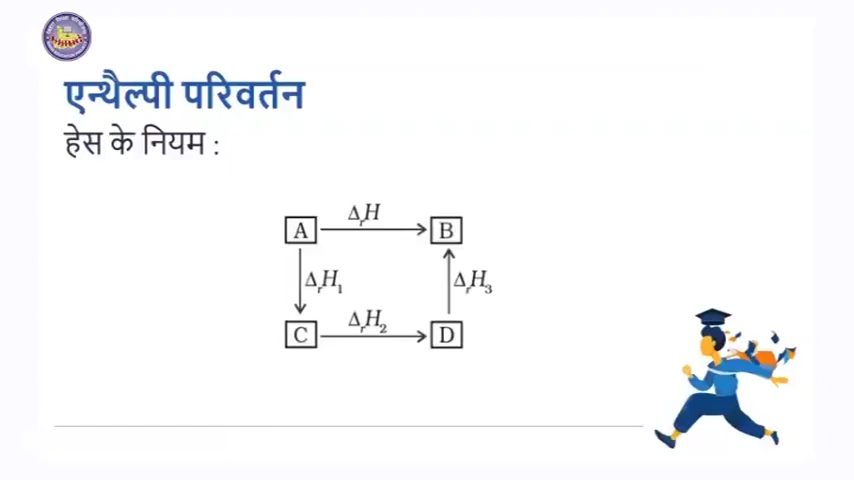 एन्थैल्पी परिवर्तन
हेस के नियम :
ΔᵣH
A B
ΔᵣH₁ ΔᵣH₃
ΔᵣH₂
C D